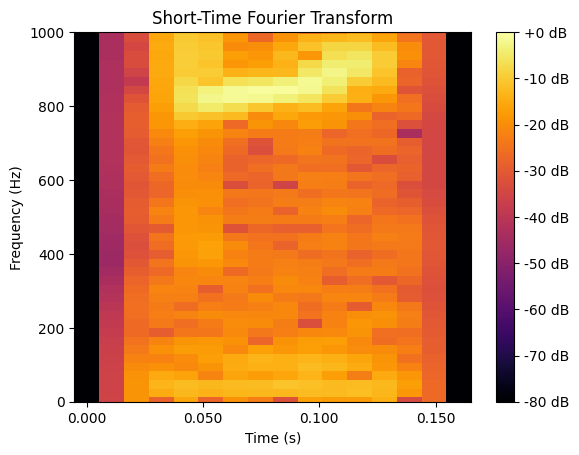 Short-Time Fourier Transform
1000
800
600
400
200
0
Frequency (Hz)
0.000
0.050
0.100
0.150
Time (s)
+0 dB
-10 dB
-20 dB
-30 dB
-40 dB
-50 dB
-60 dB
-70 dB
-80 dB